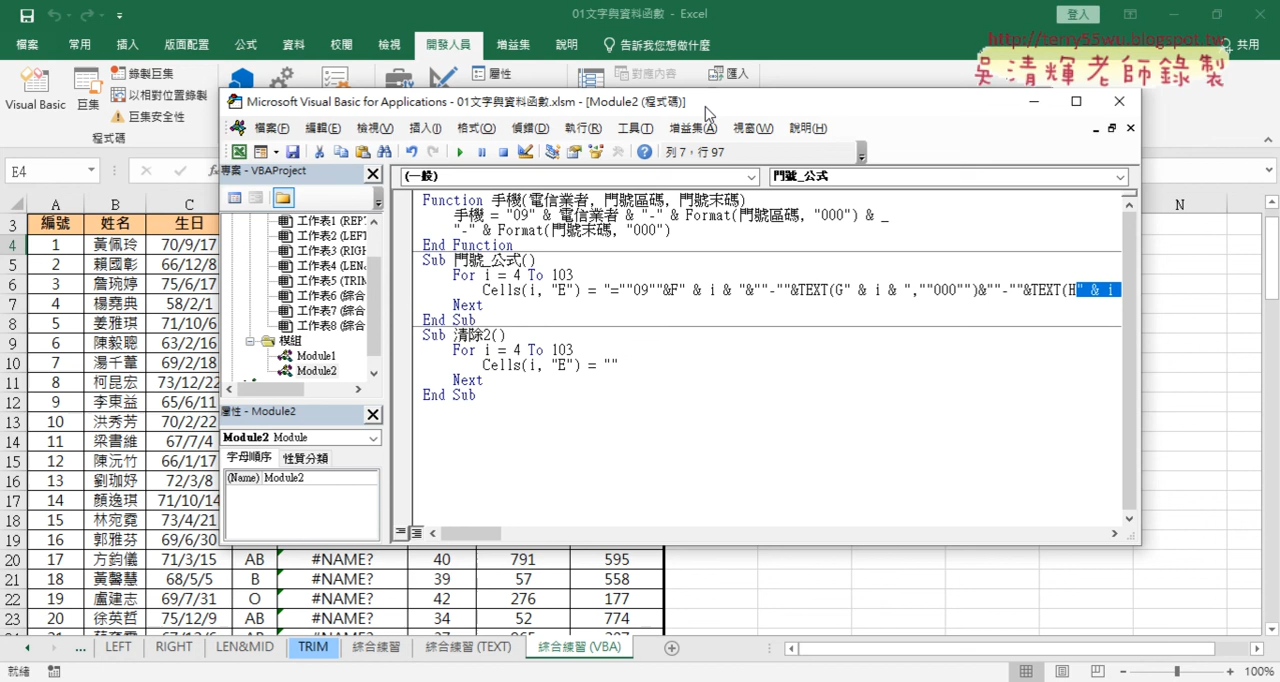 01文字與資料函數 - Excel
登入
檔案 常用 插入 版面配置 公式 資料 校閱 檢視 開發人員 增益集 說明 告訴我您想做什麼 共用
http://terry55wu.blogspot.tw
吳清輝老師錄製
Visual Basic 巨集 錄製巨集 以相對位置錄製 巨集安全性
程式碼
屬性 對應內容 匯入
Microsoft Visual Basic for Applications - 01文字與資料函數.xlsm - [Module2 (程式碼)]
檔案(F) 編輯(E) 檢視(V) 插入(I) 格式(O) 偵錯(D) 執行(R) 工具(T) 增益集(A) 視窗(W) 說明(H)
列 7，行 97
E4
專案 - VBAProject
(一般) 門號_公式
工作表1 (REPT
工作表2 (LEFT
工作表3 (RIGH
工作表4 (LEN
工作表5 (TRIM
工作表6 (綜合
工作表7 (綜合
工作表8 (綜合
模組
Module1
Module2
屬性 - Module2
Module2 Module
字母順序 性質分類
(Name) Module2
Function 手機(電信業者, 門號區碼, 門號末碼)
手機 = "09" & 電信業者 & "-" & Format(門號區碼, "000") & _
"-" & Format(門號末碼, "000")
End Function
Sub 門號_公式()
For i = 4 To 103
Cells(i, "E") = "=""09""&F" & i & "&""-""&TEXT(G" & i & ",""000"")&""-""&TEXT(H" & i
Next
End Sub
Sub 清除2()
For i = 4 To 103
Cells(i, "E") = ""
Next
End Sub
A B C N
3 編號 姓名 生日
4 1 黃佩玲 70/9/17
5 2 賴國彰 66/12/8
6 3 詹琬婷 75/6/17
7 4 楊堯典 58/2/1
8 5 姜雅琪 71/10/6
9 6 陳毅聰 63/2/16
10 7 湯千葦 69/2/18
11 8 柯昆宏 73/12/22
12 9 李東益 65/6/11
13 10 洪秀芳 70/2/22
14 11 梁書維 67/7/4
15 12 陳沅竹 66/1/17
16 13 劉珈妤 72/3/8
17 14 顏逸琪 71/10/14
18 15 林宛霓 73/4/21
19 16 郭雅芬 69/6/30
20 17 方鈞儀 71/3/15 AB #NAME? 40 791 595
21 18 黃馨慧 68/5/5 B #NAME? 39 57 558
22 19 盧建志 69/7/31 O #NAME? 42 276 177
23 20 徐英哲 75/12/9 AB #NAME? 34 52 774
... LEFT RIGHT LEN&MID TRIM 綜合練習 綜合練習 (TEXT) 綜合練習 (VBA)
就緒 100%